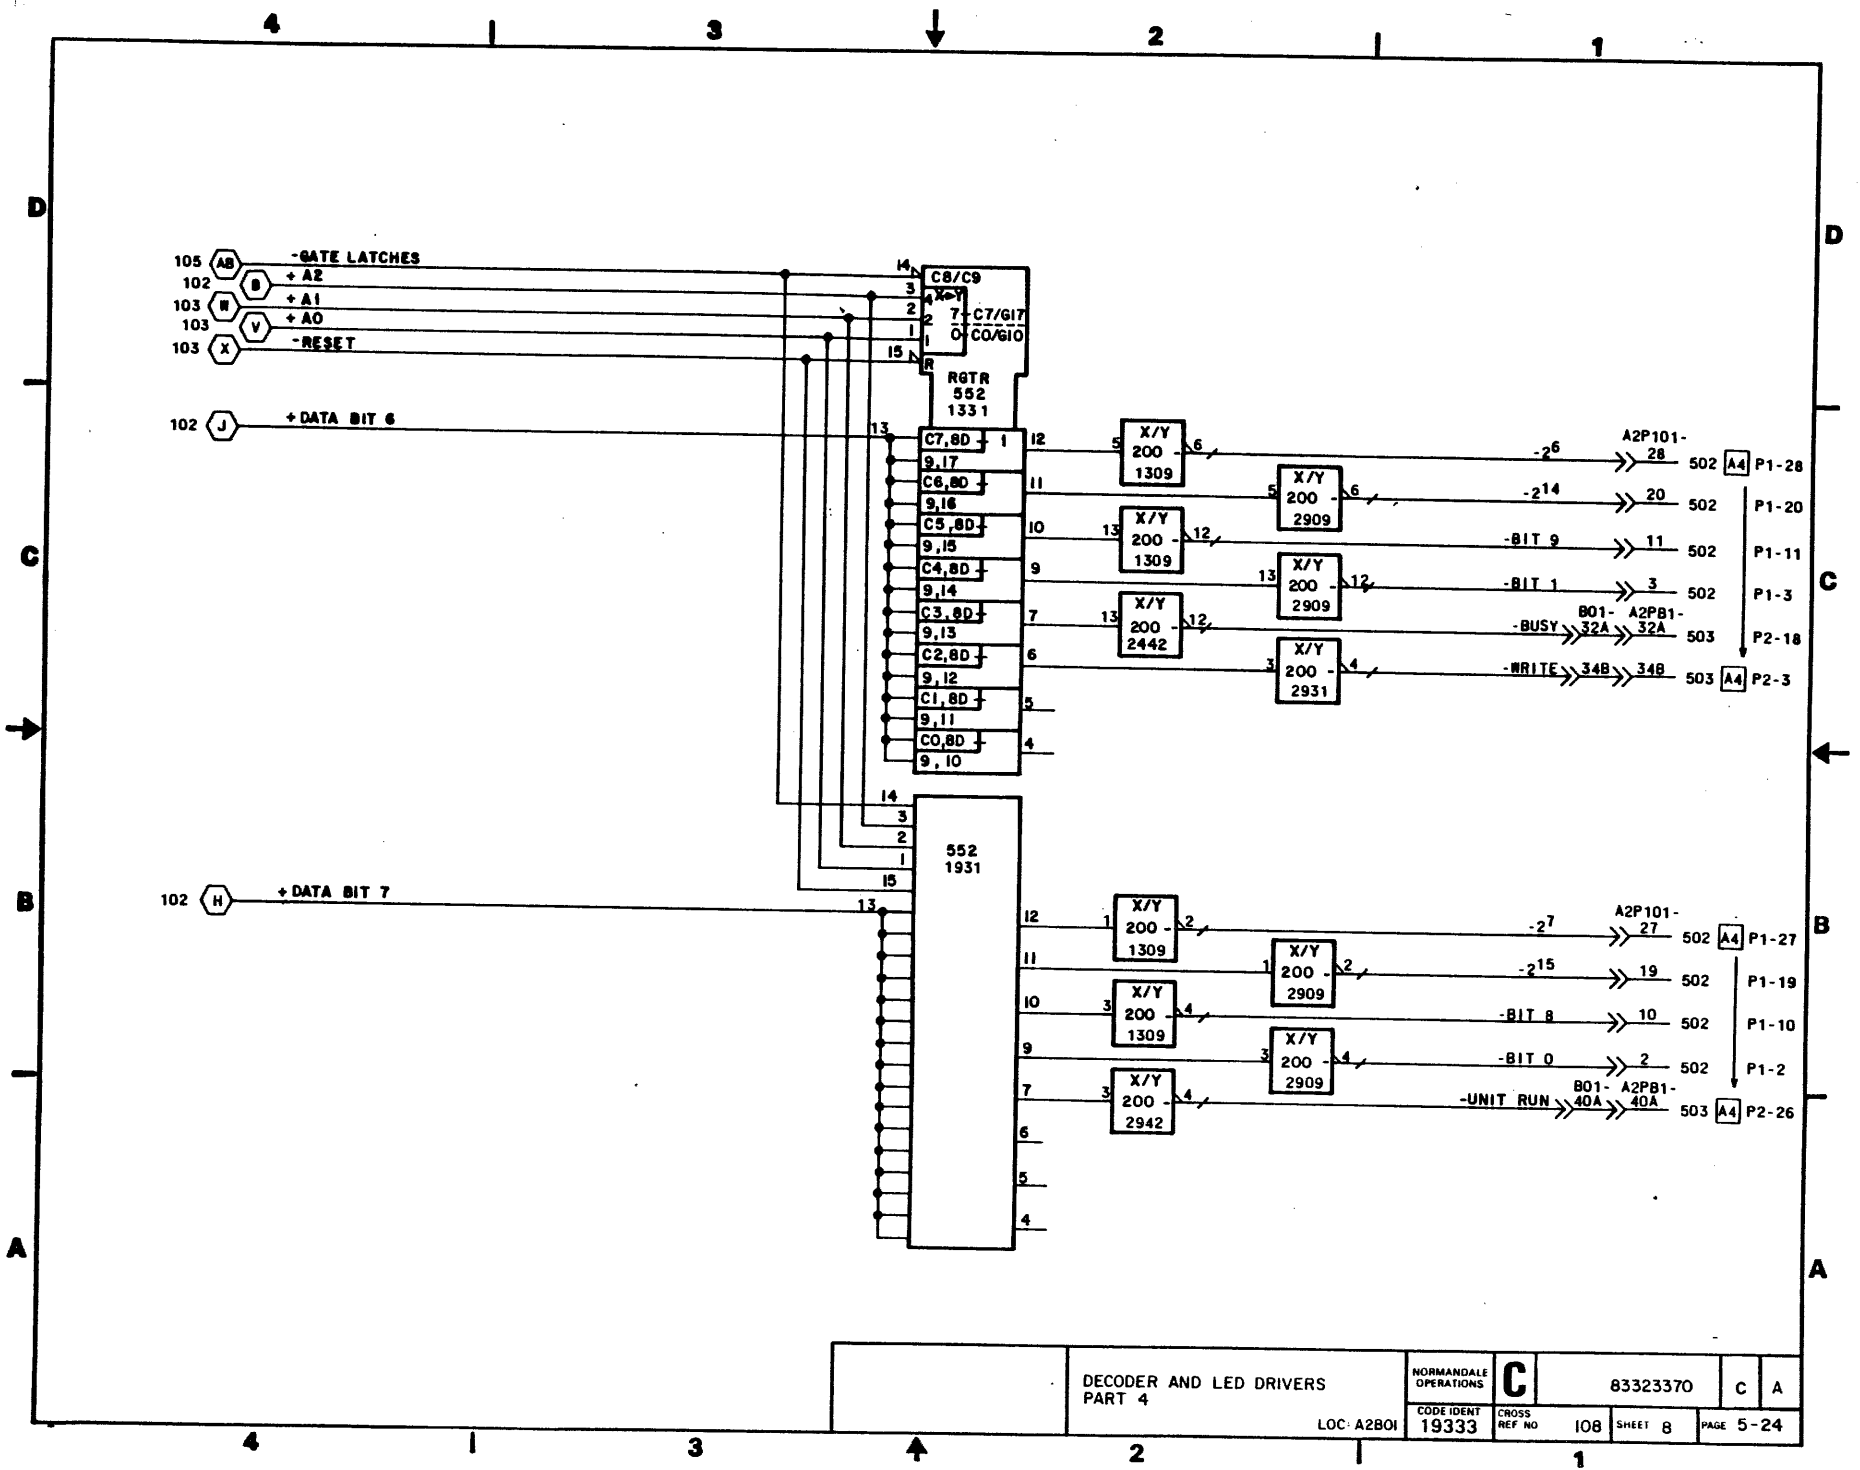 4 3 2 1
D D
105 AB -GATE LATCHES
102 B + A2
103 W + A1
103 V + A0
103 X -RESET
14 C8/C9
3 4 X→Y
2 2 7 C7/G17
1 1 0 C0/G10
15 R
RGTR
552
1331
102 J + DATA BIT 6
13 C7,8D 1 12
9,17
C6,8D 11
9,16
C5,8D 10
9,15
C4,8D 9
9,14
C3,8D 7
9,13
C2,8D 6
9,12
C1,8D 5
9,11
C0,8D 4
9,10
A2P101-
5 X/Y 200 1309 6 -2⁶ 28 502 A4 P1-28
5 X/Y 200 2909 6 -2¹⁴ 20 502 P1-20
13 X/Y 200 1309 12 -BIT 9 11 502 P1-11
13 X/Y 200 2909 12 -BIT 1 3 502 P1-3
B01- A2PB1-
13 X/Y 200 2442 12 -BUSY 32A 32A 503 P2-18
3 X/Y 200 2931 4 -WRITE 34B 34B 503 A4 P2-3
C C
14
3
2
1
15
552
1931
102 H + DATA BIT 7
13
B B
12
11
10
9
7
6
5
4
A2P101-
1 X/Y 200 1309 2 -2⁷ 27 502 A4 P1-27
1 X/Y 200 2909 2 -2¹⁵ 19 502 P1-19
3 X/Y 200 1309 4 -BIT 8 10 502 P1-10
3 X/Y 200 2909 4 -BIT 0 2 502 P1-2
B01- A2PB1-
3 X/Y 200 2942 4 -UNIT RUN 40A 40A 503 A4 P2-26
A A
DECODER AND LED DRIVERS
PART 4
LOC: A2B01
NORMANDALE
OPERATIONS
C
83323370 C A
CODE IDENT
19333
CROSS
REF NO 108
SHEET 8
PAGE 5-24
4 3 2 1